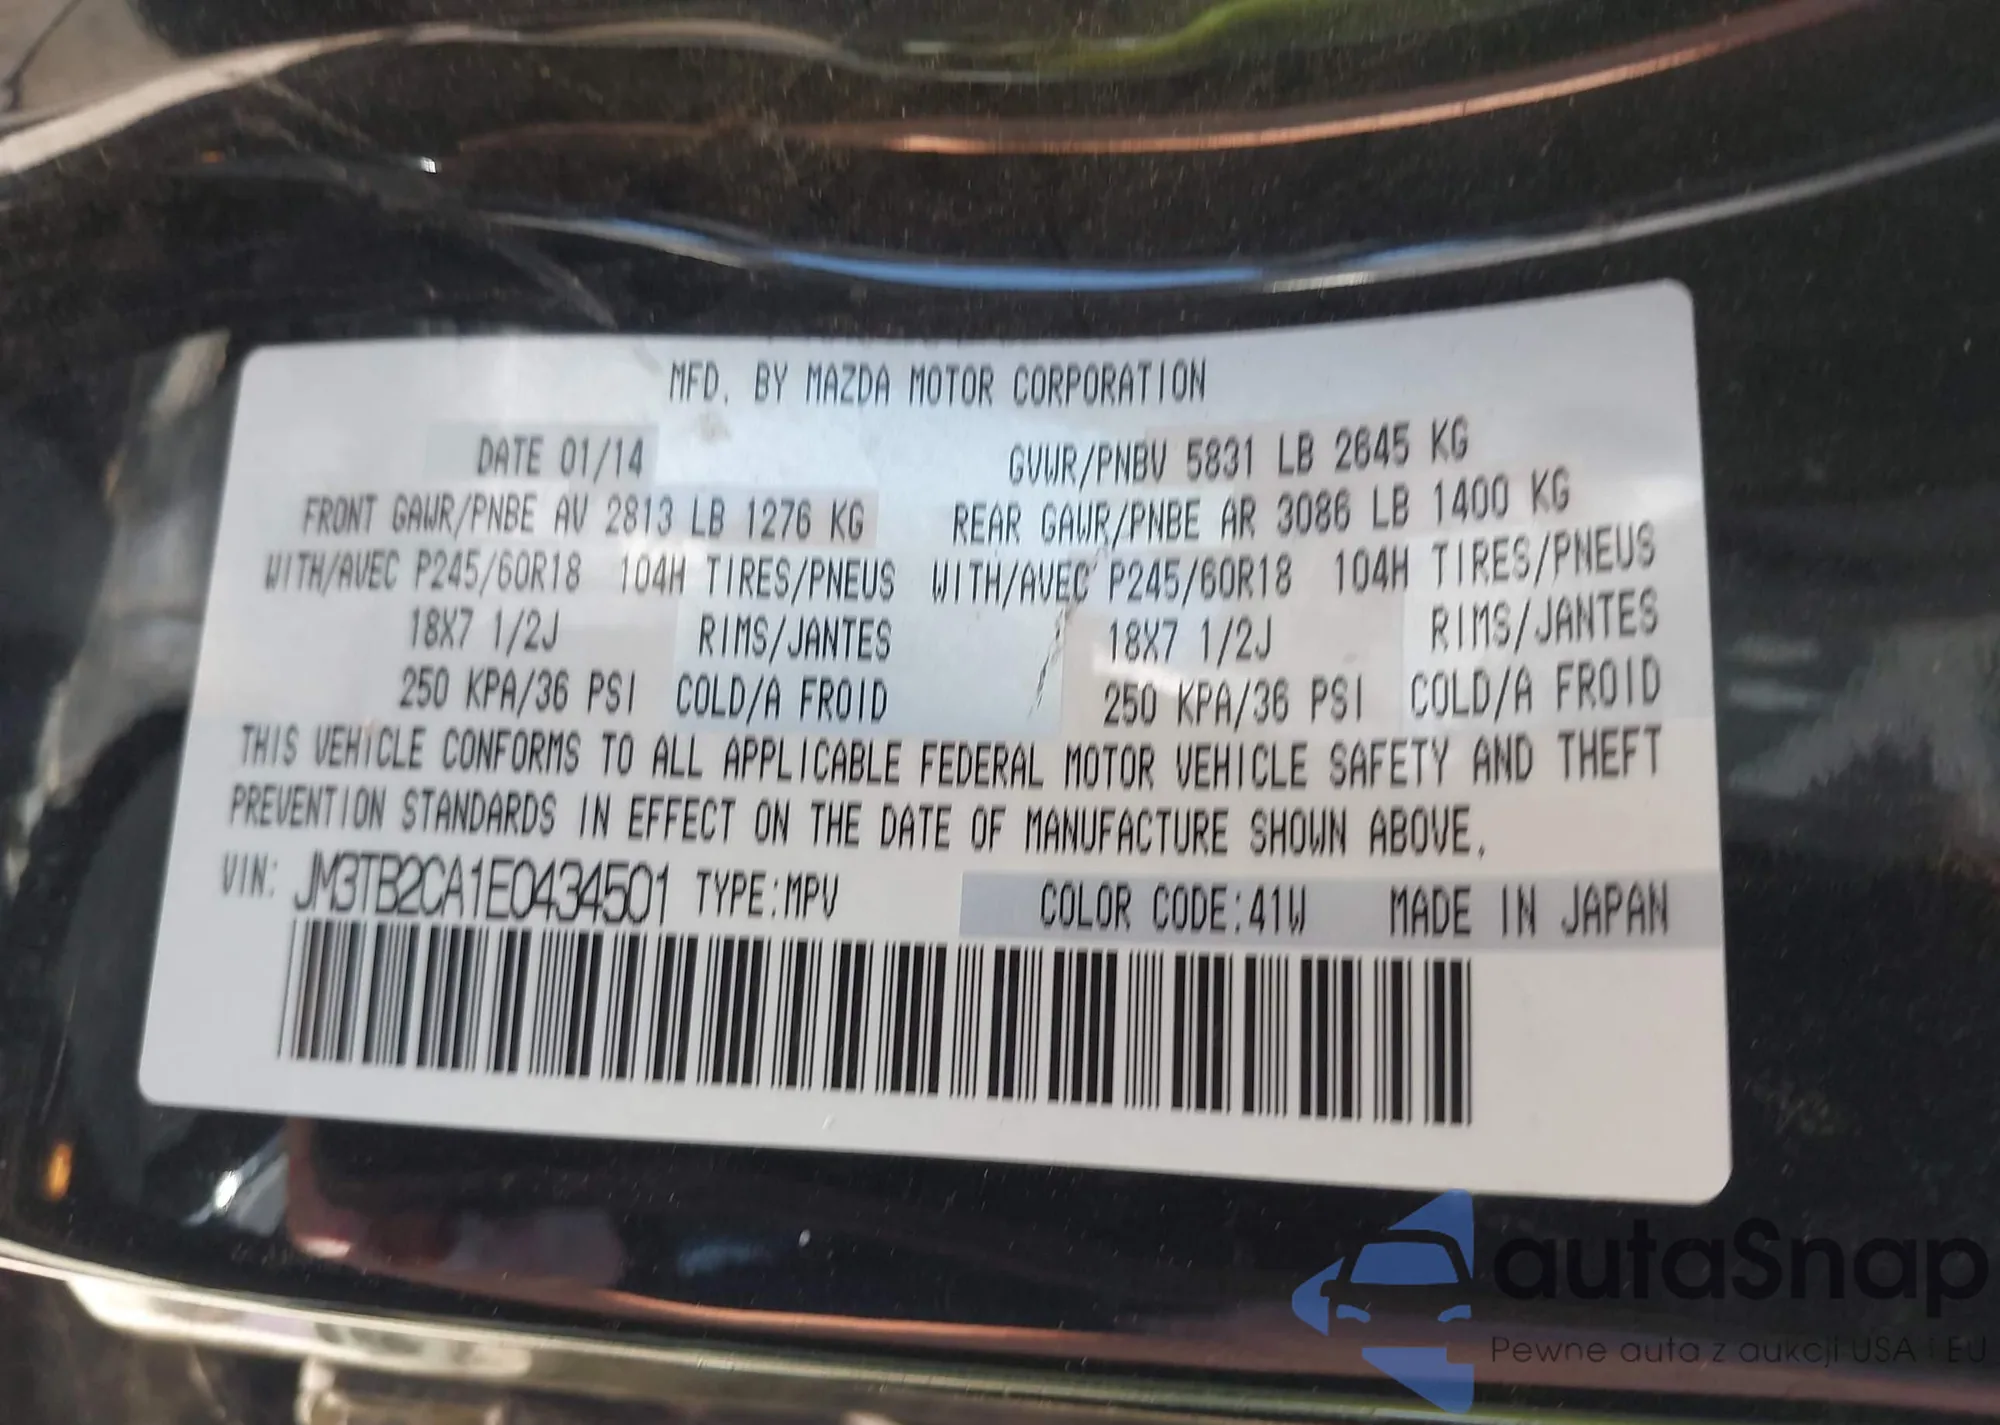 MFD. BY MAZDA MOTOR CORPORATION
DATE 01/14 GVWR/PNBV 5831 LB 2645 KG
FRONT GAWR/PNBE AV 2813 LB 1276 KG REAR GAWR/PNBE AR 3086 LB 1400 KG
WITH/AVEC P245/60R18 104H TIRES/PNEUS WITH/AVEC P245/60R18 104H TIRES/PNEUS
18X7 1/2J RIMS/JANTES 18X7 1/2J RIMS/JANTES
250 KPA/36 PSI COLD/A FROID 250 KPA/36 PSI COLD/A FROID
THIS VEHICLE CONFORMS TO ALL APPLICABLE FEDERAL MOTOR VEHICLE SAFETY AND THEFT
PREVENTION STANDARDS IN EFFECT ON THE DATE OF MANUFACTURE SHOWN ABOVE.
VIN: JM3TB2CA1E0434501 TYPE:MPV COLOR CODE:41W MADE IN JAPAN
autaSnap
Pewne auta z aukcji USA i EU